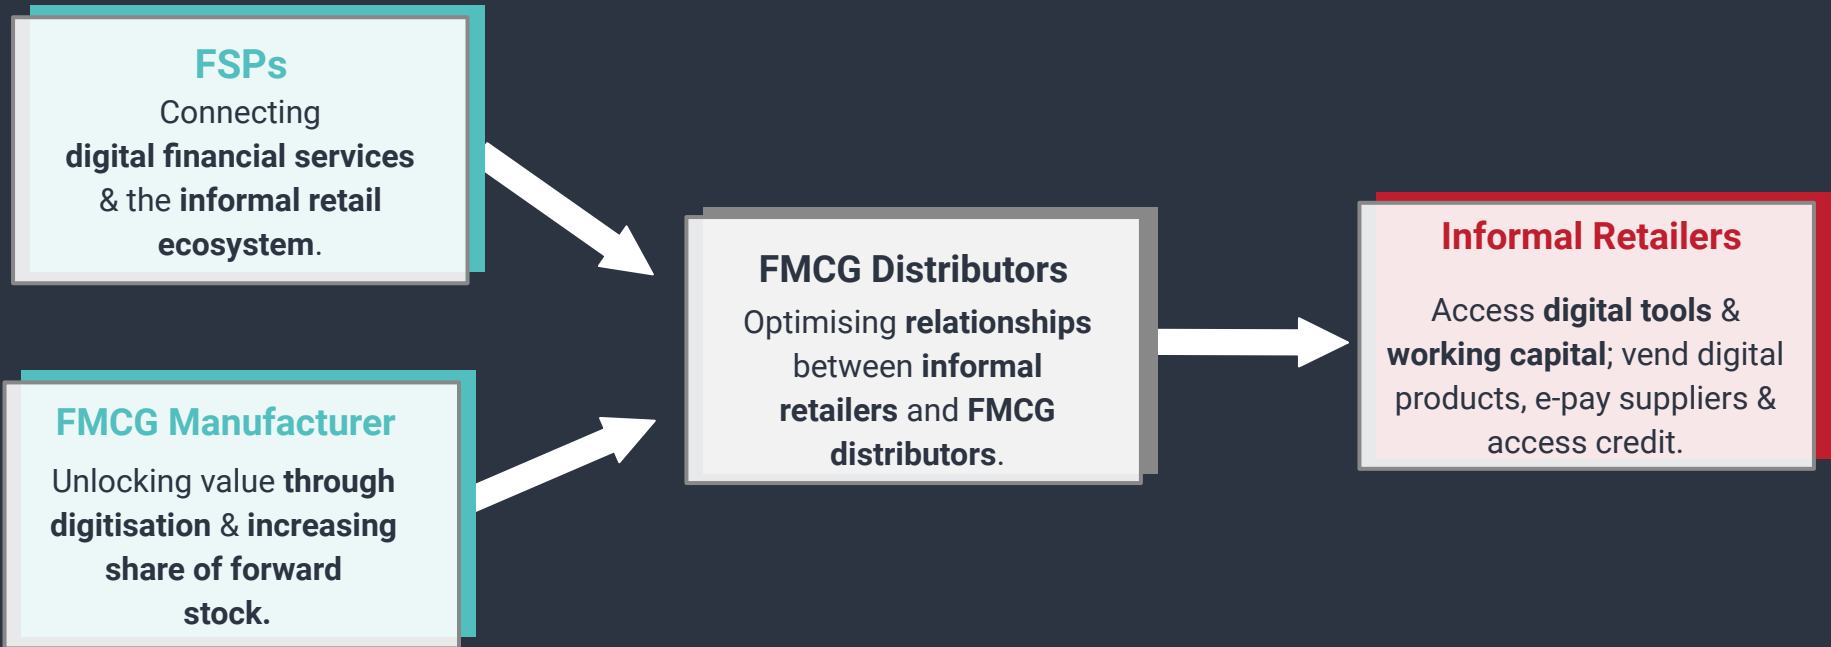 FSPs
Connecting
digital financial services
& the informal retail
ecosystem.
FMCG Manufacturer
Unlocking value through
digitisation & increasing
share of forward
stock.
FMCG Distributors
Optimising relationships
between informal
retailers and FMCG
distributors.
Informal Retailers
Access digital tools &
working capital; vend digital
products, e-pay suppliers &
access credit.